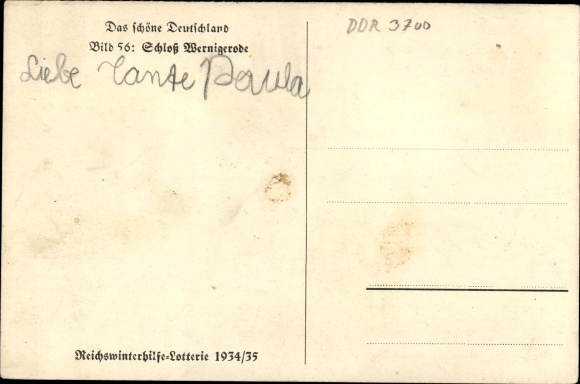 Das schöne Deutschland
Bild 56: Schloß Wernigerode
Liebe Tante Paula
DDR 3700
Reichswinterhilfe-Lotterie 1934/35